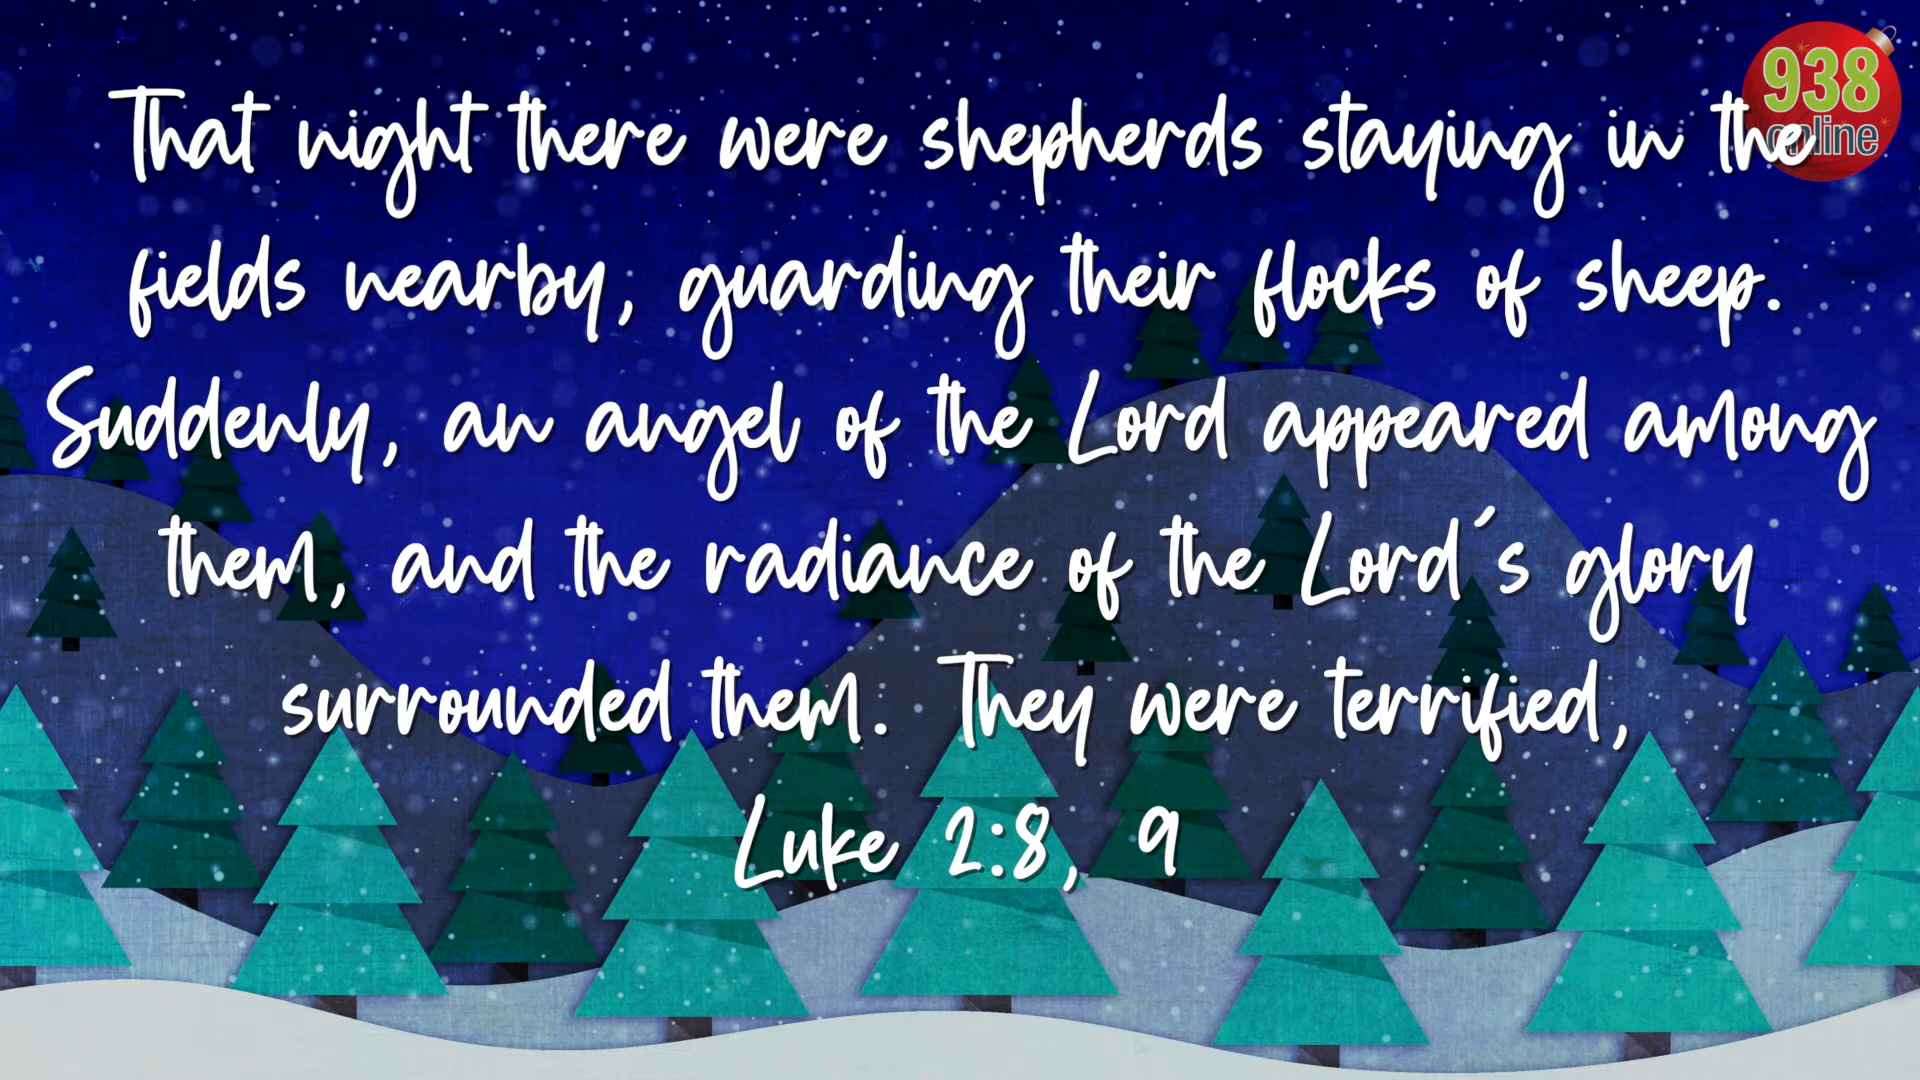 938
online
That night there were shepherds staying in the
fields nearby, guarding their flocks of sheep.
Suddenly, an angel of the Lord appeared among
them, and the radiance of the Lord´s glory
surrounded them. They were terrified,
Luke 2:8, 9